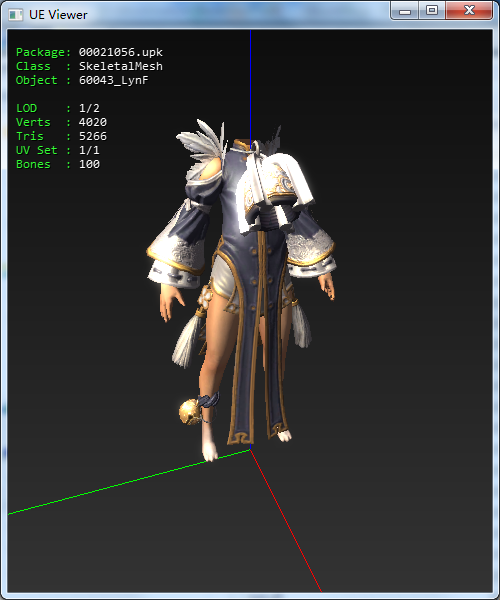 UE Viewer
Package: 00021056.upk
Class : SkeletalMesh
Object : 60043_LynF
LOD : 1/2
Verts : 4020
Tris : 5266
UV Set : 1/1
Bones : 100